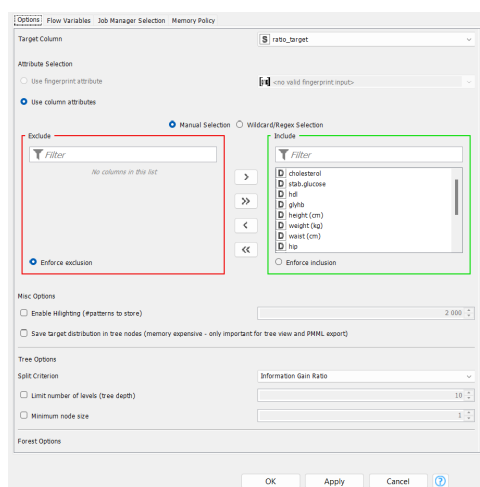 Options Flow Variables Job Manager Selection Memory Policy
Target Column S ratio_target
Attribute Selection
Use fingerprint attribute <no valid fingerprint input>
Use column attributes
Manual Selection Wildcard/Regex Selection
Exclude Include
Filter Filter
No columns in this list
D cholesterol
D stab.glucose
D hdl
D glyhb
D height (cm)
D weight (kg)
D waist (cm)
D hip
> 
>>
<
<<
Enforce exclusion Enforce inclusion
Misc Options
Enable Hilighting (#patterns to store) 2 000
Save target distribution in tree nodes (memory expensive - only important for tree view and PMML export)
Tree Options
Split Criterion Information Gain Ratio
Limit number of levels (tree depth) 10
Minimum node size 1
Forest Options
OK Apply Cancel ?